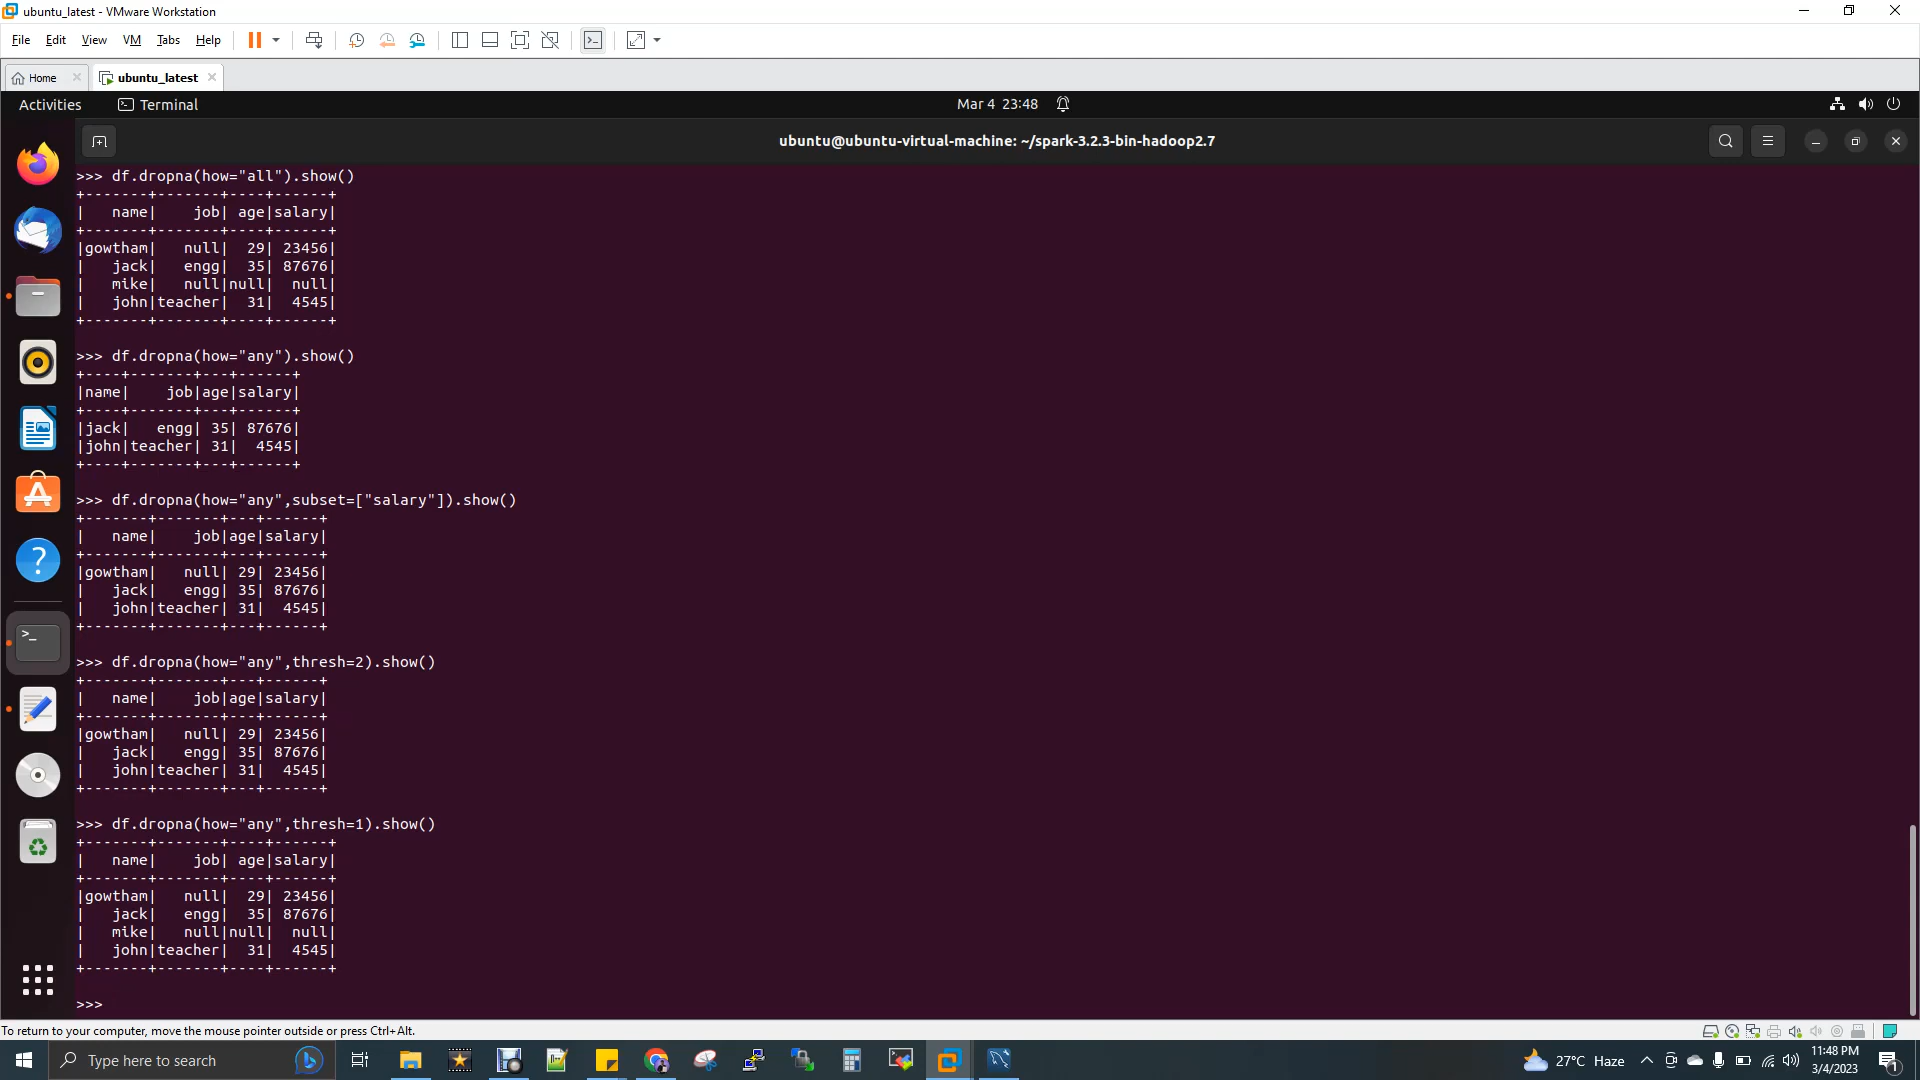 ubuntu_latest - VMware Workstation
File Edit View VM Tabs Help
Home ubuntu_latest
Activities Terminal Mar 4 23:48
ubuntu@ubuntu-virtual-machine: ~/spark-3.2.3-bin-hadoop2.7
>>> df.dropna(how="all").show()
+-------+-------+----+------+
|   name|    job| age|salary|
+-------+-------+----+------+
|gowtham|   null|  29| 23456|
|   jack|   engg|  35| 87676|
|   mike|   null|null|  null|
|   john|teacher|  31|  4545|
+-------+-------+----+------+
>>> df.dropna(how="any").show()
+----+-------+---+------+
|name|    job|age|salary|
+----+-------+---+------+
|jack|   engg| 35| 87676|
|john|teacher| 31|  4545|
+----+-------+---+------+
>>> df.dropna(how="any",subset=["salary"]).show()
+-------+-------+---+------+
|   name|    job|age|salary|
+-------+-------+---+------+
|gowtham|   null| 29| 23456|
|   jack|   engg| 35| 87676|
|   john|teacher| 31|  4545|
+-------+-------+---+------+
>>> df.dropna(how="any",thresh=2).show()
+-------+-------+---+------+
|   name|    job|age|salary|
+-------+-------+---+------+
|gowtham|   null| 29| 23456|
|   jack|   engg| 35| 87676|
|   john|teacher| 31|  4545|
+-------+-------+---+------+
>>> df.dropna(how="any",thresh=1).show()
+-------+-------+----+------+
|   name|    job| age|salary|
+-------+-------+----+------+
|gowtham|   null|  29| 23456|
|   jack|   engg|  35| 87676|
|   mike|   null|null|  null|
|   john|teacher|  31|  4545|
+-------+-------+----+------+
>>>
To return to your computer, move the mouse pointer outside or press Ctrl+Alt.
Type here to search 27°C Haze 11:48 PM
3/4/2023
1